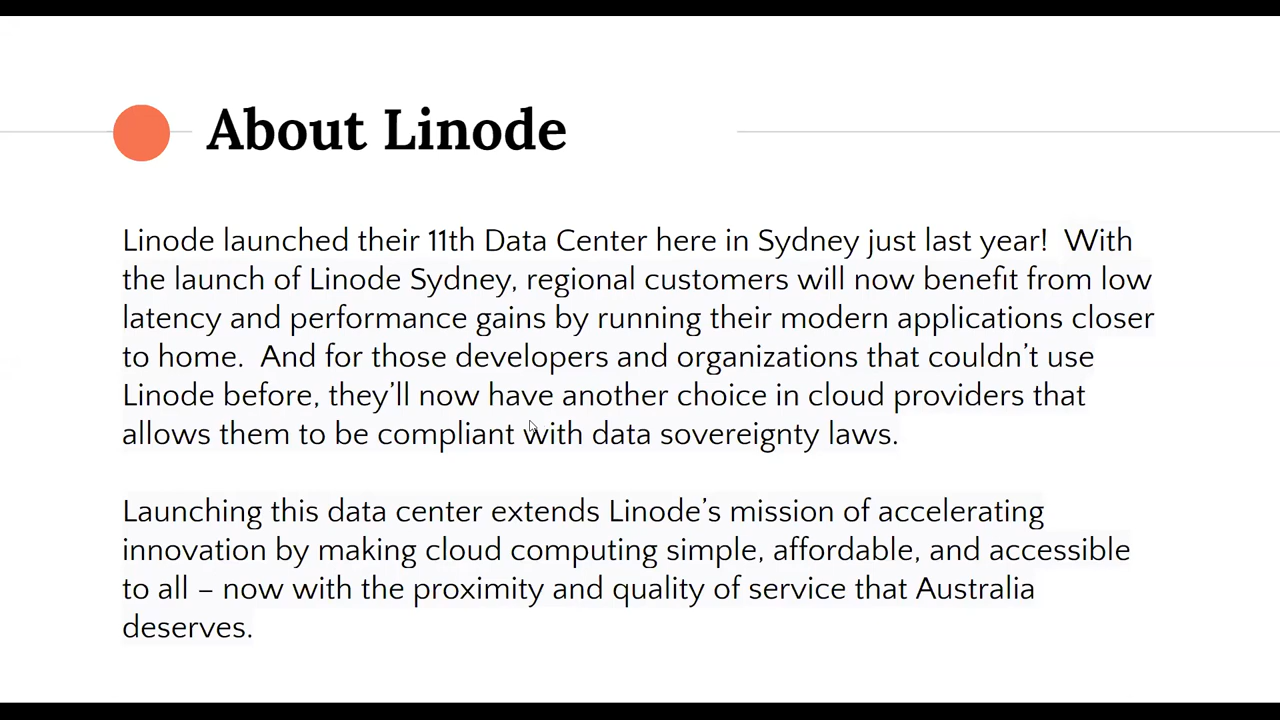 About Linode
Linode launched their 11th Data Center here in Sydney just last year!  With
the launch of Linode Sydney, regional customers will now benefit from low
latency and performance gains by running their modern applications closer
to home.  And for those developers and organizations that couldn’t use
Linode before, they’ll now have another choice in cloud providers that
allows them to be compliant with data sovereignty laws.
Launching this data center extends Linode’s mission of accelerating
innovation by making cloud computing simple, affordable, and accessible
to all – now with the proximity and quality of service that Australia
deserves.